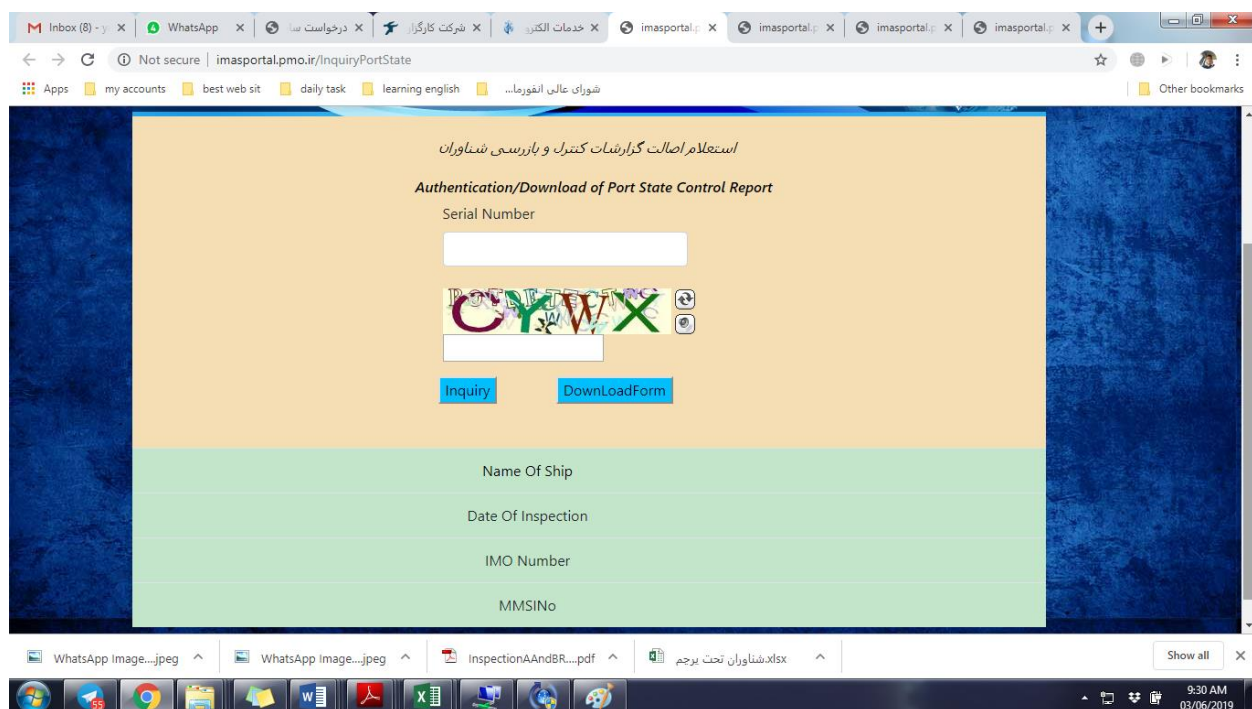 Inbox (8) - y
WhatsApp
درخواست سا
شرکت کارگزار
خدمات الکترو
imasportal.p
imasportal.p
imasportal.p
imasportal.p
Not secure | imasportal.pmo.ir/InquiryPortState
Apps my accounts best web sit daily task learning english شورای عالی انفورما... Other bookmarks
استعلام اصالت گزارشات کنترل و بازرسی شناوران
Authentication/Download of Port State Control Report
Serial Number
CYWX
Inquiry DownLoadForm
Name Of Ship
Date Of Inspection
IMO Number
MMSINo
WhatsApp Image....jpeg WhatsApp Image....jpeg InspectionAAndBR....pdf شناوران تحت پرچم.xlsx Show all
55
9:30 AM
03/06/2019